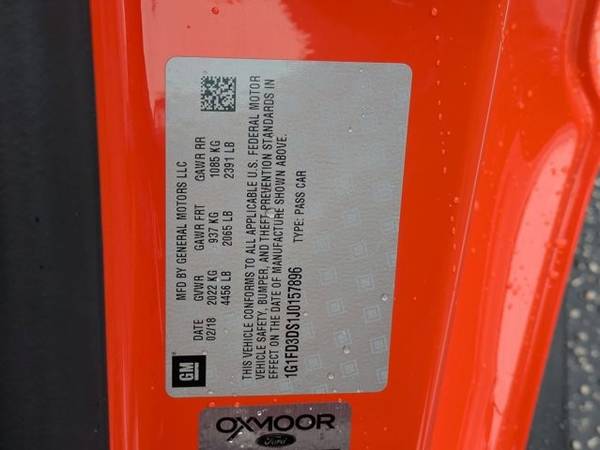 GM
MFD BY GENERAL MOTORS LLC
DATE GVWR GAWR FRT GAWR RR
02/18 2022 KG 937 KG 1085 KG
4456 LB 2065 LB 2391 LB
THIS VEHICLE CONFORMS TO ALL APPLICABLE U.S. FEDERAL MOTOR
VEHICLE SAFETY, BUMPER, AND THEFT PREVENTION STANDARDS IN
EFFECT ON THE DATE OF MANUFACTURE SHOWN ABOVE.
1G1FD3DS1J0157896 TYPE: PASS CAR
OXMOOR
Ford